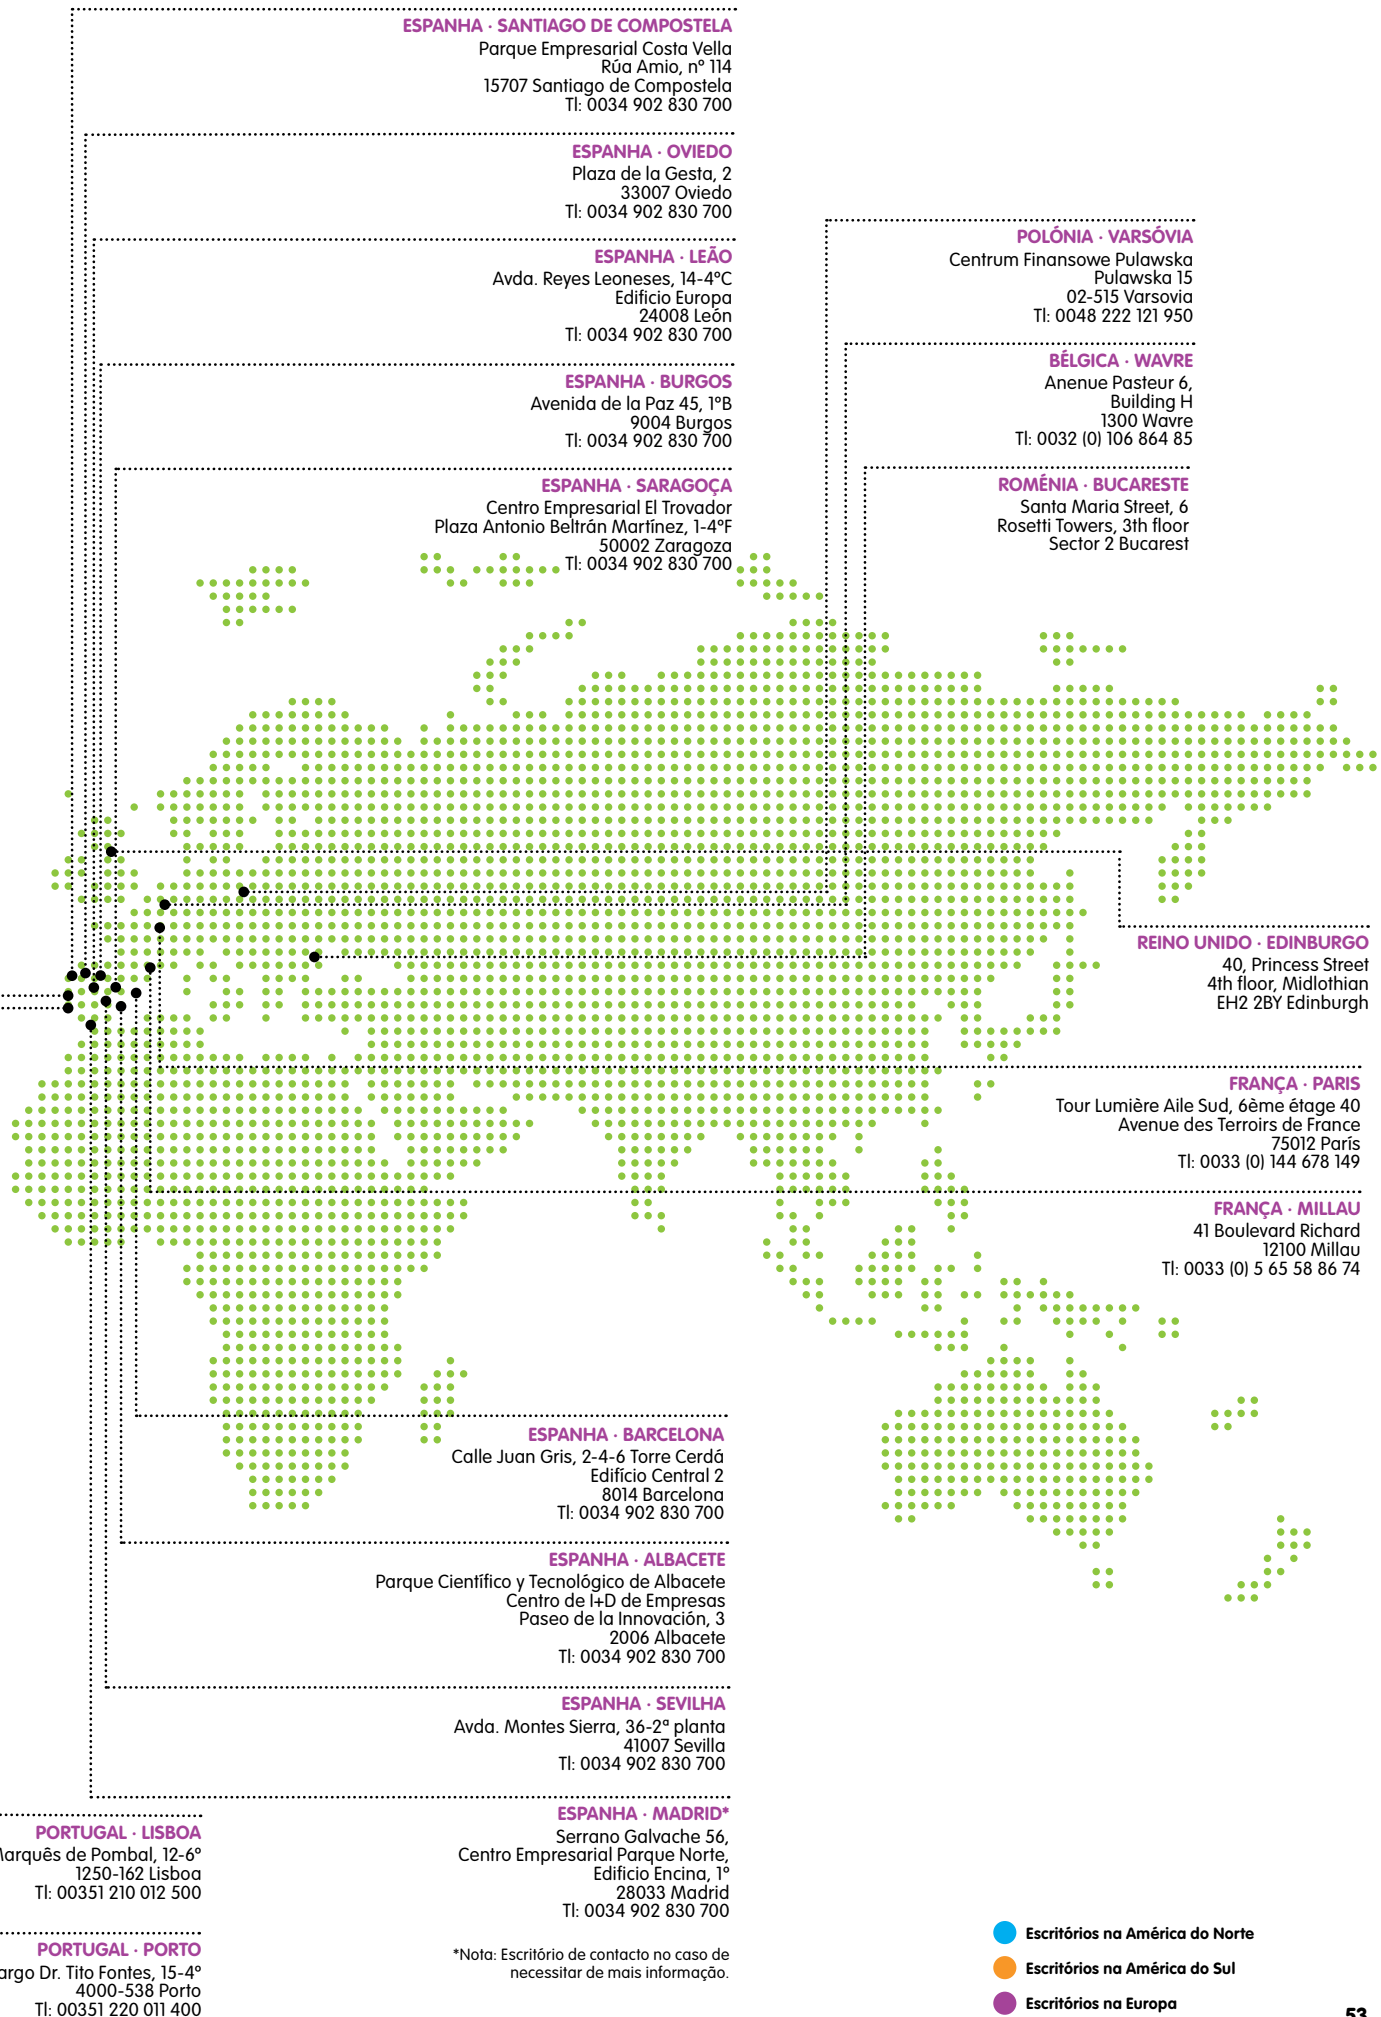 ESPANHA · SANTIAGO DE COMPOSTELA
Parque Empresarial Costa Vella
Rúa Amio, nº 114
15707 Santiago de Compostela
Tl: 0034 902 830 700
ESPANHA · OVIEDO
Plaza de la Gesta, 2
33007 Oviedo
Tl: 0034 902 830 700
ESPANHA · LEÃO
Avda. Reyes Leoneses, 14-4ºC
Edificio Europa
24008 León
Tl: 0034 902 830 700
ESPANHA · BURGOS
Avenida de la Paz 45, 1ºB
9004 Burgos
Tl: 0034 902 830 700
ESPANHA · SARAGOÇA
Centro Empresarial El Trovador
Plaza Antonio Beltrán Martínez, 1-4ºF
50002 Zaragoza
Tl: 0034 902 830 700
POLÓNIA · VARSÓVIA
Centrum Finansowe Pulawska
Pulawska 15
02-515 Varsovia
Tl: 0048 222 121 950
BÉLGICA · WAVRE
Anenue Pasteur 6,
Building H
1300 Wavre
Tl: 0032 (0) 106 864 85
ROMÉNIA · BUCARESTE
Santa Maria Street, 6
Rosetti Towers, 3th floor
Sector 2 Bucarest
REINO UNIDO · EDINBURGO
40, Princess Street
4th floor, Midlothian
EH2 2BY Edinburgh
FRANÇA · PARIS
Tour Lumière Aile Sud, 6ème étage 40
Avenue des Terroirs de France
75012 París
Tl: 0033 (0) 144 678 149
FRANÇA · MILLAU
41 Boulevard Richard
12100 Millau
Tl: 0033 (0) 5 65 58 86 74
ESPANHA · BARCELONA
Calle Juan Gris, 2-4-6 Torre Cerdá
Edifício Central 2
8014 Barcelona
Tl: 0034 902 830 700
ESPANHA · ALBACETE
Parque Científico y Tecnológico de Albacete
Centro de I+D de Empresas
Paseo de la Innovación, 3
2006 Albacete
Tl: 0034 902 830 700
ESPANHA · SEVILHA
Avda. Montes Sierra, 36-2ª planta
41007 Sevilla
Tl: 0034 902 830 700
ESPANHA · MADRID*
Serrano Galvache 56,
Centro Empresarial Parque Norte,
Edificio Encina, 1º
28033 Madrid
Tl: 0034 902 830 700
*Nota: Escritório de contacto no caso de
necessitar de mais informação.
PORTUGAL · LISBOA
de Pombal, 12-6º
1250-162 Lisboa
Tl: 00351 210 012 500
PORTUGAL · PORTO
Dr. Tito Fontes, 15-4º
4000-538 Porto
Tl: 00351 220 011 400
Escritórios na América do Norte
Escritórios na América do Sul
Escritórios na Europa
53